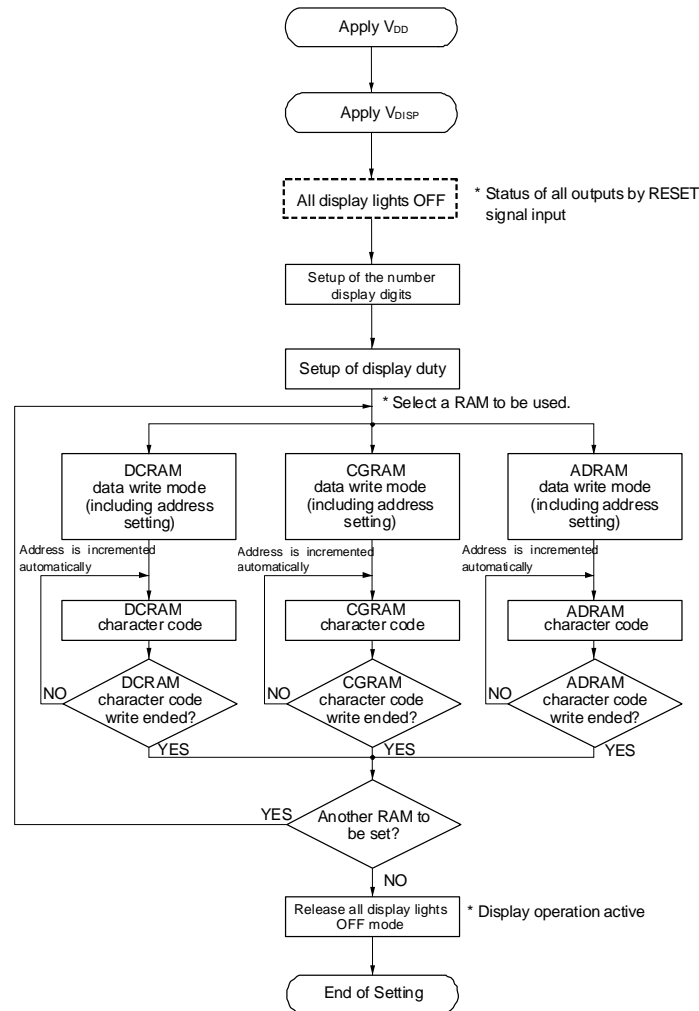 Apply VDD
Apply VDISP
All display lights OFF
* Status of all outputs by RESET
signal input
Setup of the number
display digits
Setup of display duty
* Select a RAM to be used.
DCRAM
data write mode
(including address
setting)
CGRAM
data write mode
(including address
setting)
ADRAM
data write mode
(including address
setting)
Address is incremented
automatically
Address is incremented
automatically
Address is incremented
automatically
DCRAM
character code
CGRAM
character code
ADRAM
character code
NO
DCRAM
character code
write ended?
NO
CGRAM
character code
write ended?
NO
ADRAM
character code
write ended?
YES
YES
YES
YES
Another RAM to
be set?
NO
Release all display lights
OFF mode
* Display operation active
End of Setting